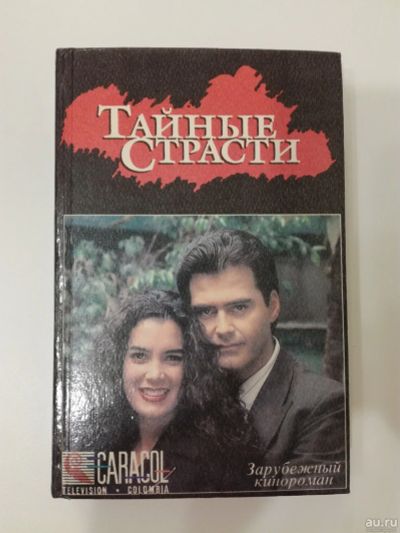 ТАЙНЫЕ
СТРАСТИ
CARACOL
TELEVISION • COLOMBIA
Зарубежный
кинороман
au.ru